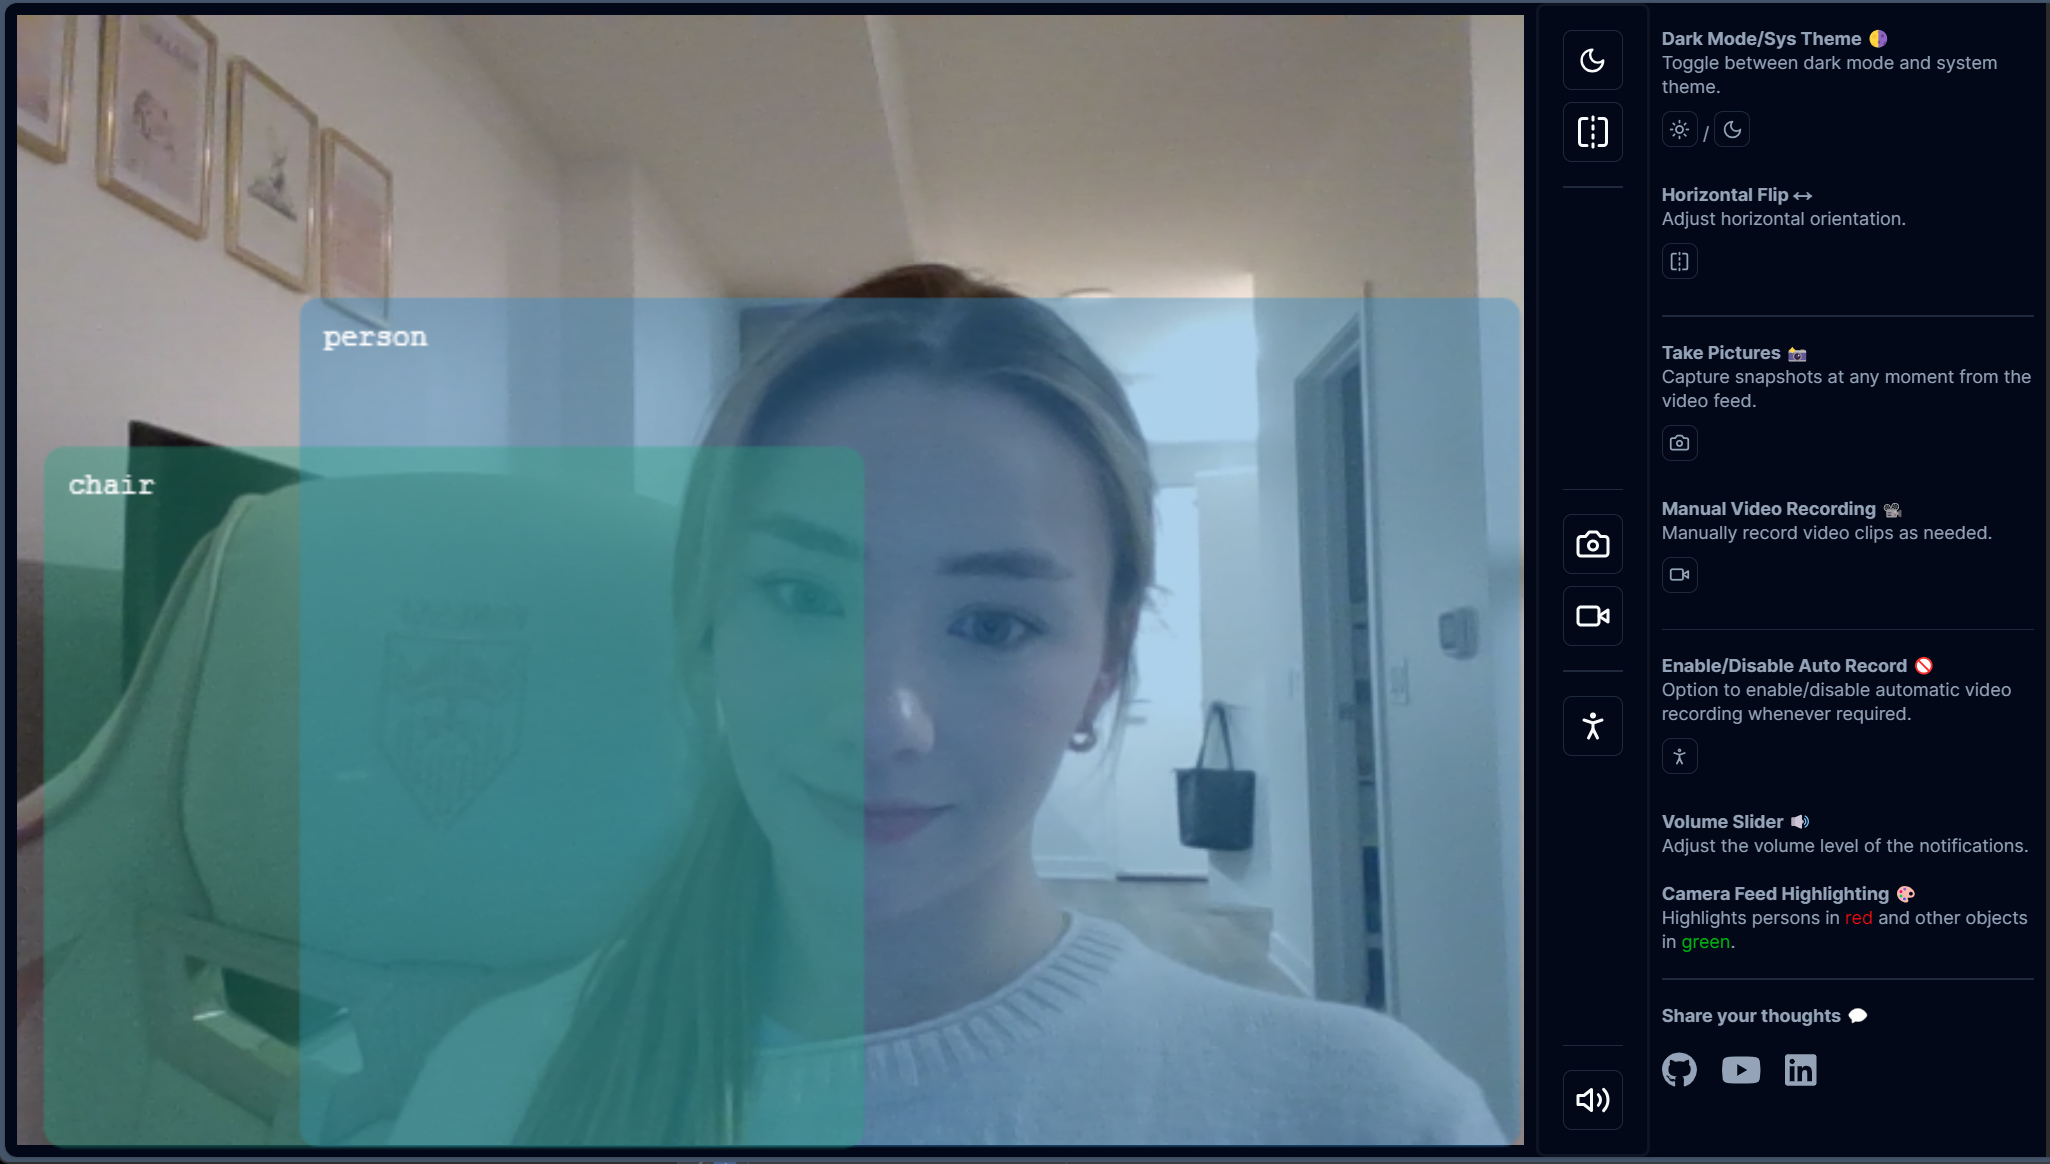 person
chair
Dark Mode/Sys Theme
Toggle between dark mode and system
theme.
/
Horizontal Flip
Adjust horizontal orientation.
Take Pictures
Capture snapshots at any moment from the
video feed.
Manual Video Recording
Manually record video clips as needed.
Enable/Disable Auto Record
Option to enable/disable automatic video
recording whenever required.
Volume Slider
Adjust the volume level of the notifications.
Camera Feed Highlighting
Highlights persons in red and other objects
in green.
Share your thoughts
in